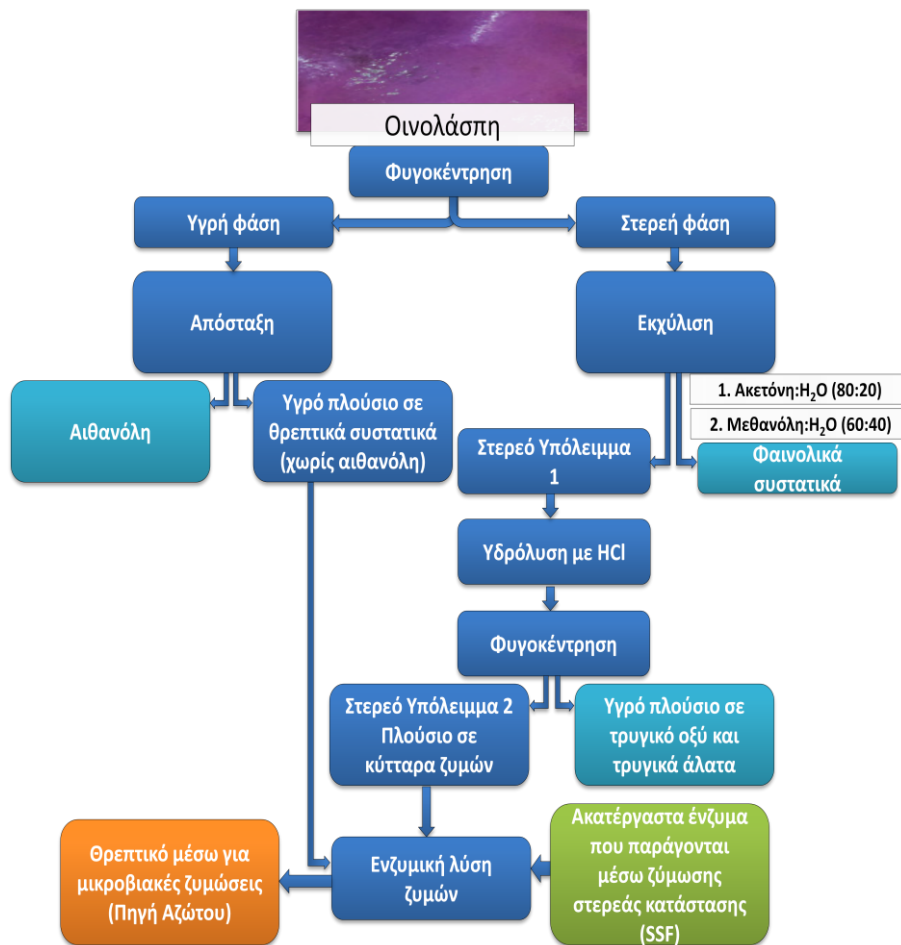 Οινολάσπη
Φυγοκέντρηση
Υγρή φάση
Στερεή φάση
Απόσταξη
Εκχύλιση
1. Ακετόνη:H₂O (80:20)
2. Μεθανόλη:H₂O (60:40)
Αιθανόλη
Υγρό πλούσιο σε
θρεπτικά συστατικά
(χωρίς αιθανόλη)
Στερεό Υπόλειμμα
1
Φαινολικά
συστατικά
Υδρόλυση με HCl
Φυγοκέντρηση
Στερεό Υπόλειμμα 2
Πλούσιο σε
κύτταρα ζυμών
Υγρό πλούσιο σε
τρυγικό οξύ και
τρυγικά άλατα
Θρεπτικό μέσω για
μικροβιακές ζυμώσεις
(Πηγή Αζώτου)
Ενζυμική λύση
ζυμών
Ακατέργαστα ένζυμα
που παράγονται
μέσω ζύμωσης
στερεάς κατάστασης
(SSF)